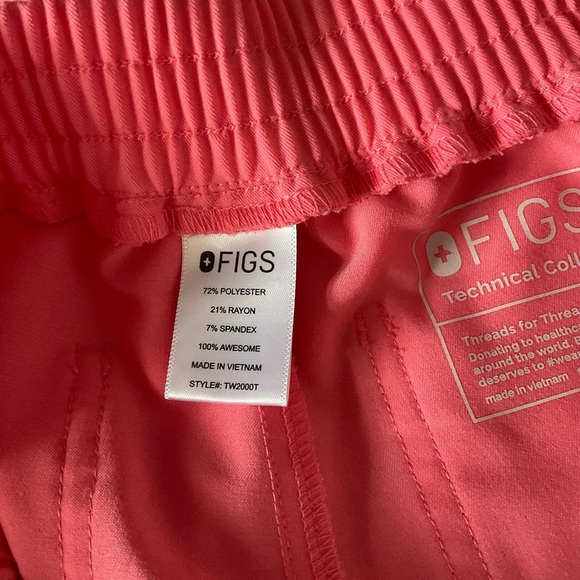 FIGS
72% POLYESTER
21% RAYON
7% SPANDEX
100% AWESOME
MADE IN VIETNAM
STYLE#: TW2000T
FIGS
Technical Coll
Threads for Threa
Donating to healthc
around the world.
deserves to #wea
made in vietnam